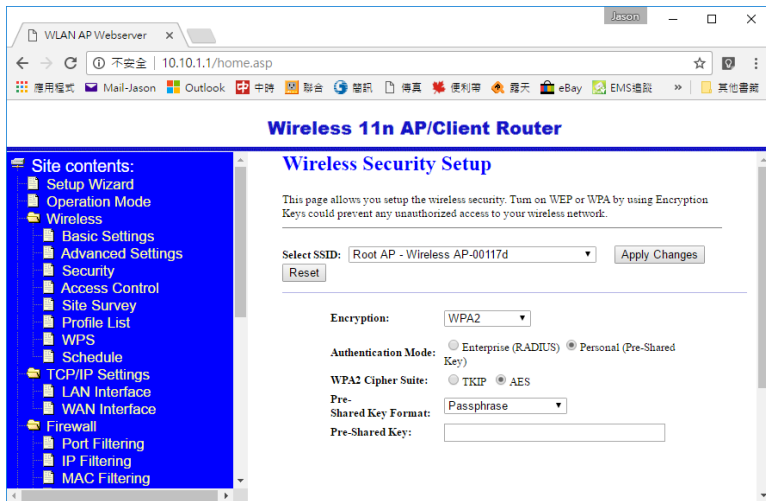 Jason
WLAN AP Webserver
不安全 | 10.10.1.1/home.asp
應用程式 Mail-Jason Outlook 中時 聯合 簡訊 傳真 便利帶 露天 eBay EMS追蹤 » 其他書籤
Wireless 11n AP/Client Router
Site contents:
Setup Wizard
Operation Mode
Wireless
Basic Settings
Advanced Settings
Security
Access Control
Site Survey
Profile List
WPS
Schedule
TCP/IP Settings
LAN Interface
WAN Interface
Firewall
Port Filtering
IP Filtering
MAC Filtering
Wireless Security Setup
This page allows you setup the wireless security. Turn on WEP or WPA by using Encryption
Keys could prevent any unauthorized access to your wireless network.
Select SSID: Root AP - Wireless AP-00117d Apply Changes
Reset
Encryption: WPA2
Authentication Mode: Enterprise (RADIUS) Personal (Pre-Shared
Key)
WPA2 Cipher Suite: TKIP AES
Pre-
Shared Key Format: Passphrase
Pre-Shared Key: